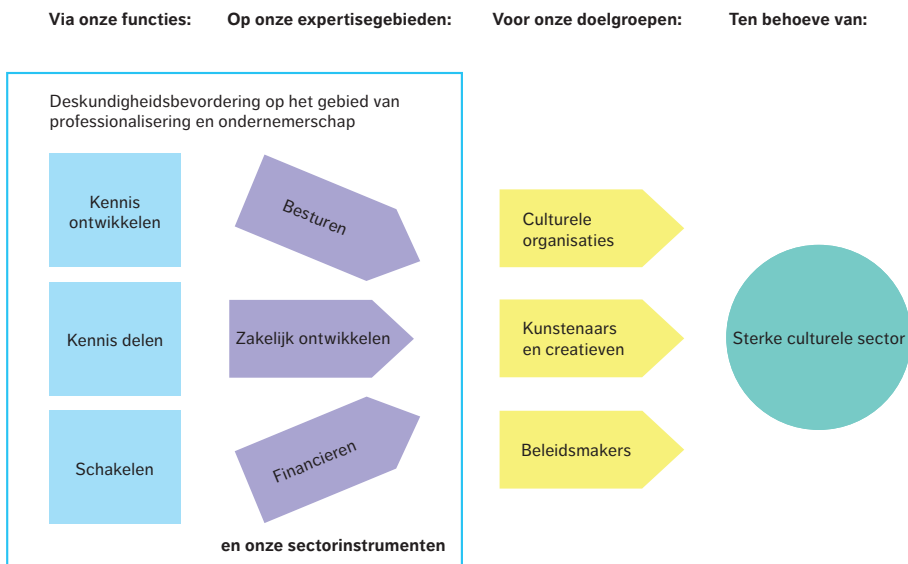 Via onze functies:
Op onze expertisegebieden:
Voor onze doelgroepen:
Ten behoeve van:
Deskundigheidsbevordering op het gebied van
professionalisering en ondernemerschap
Kennis
ontwikkelen
Kennis delen
Schakelen
Besturen
Zakelijk ontwikkelen
Financieren
en onze sectorinstrumenten
Culturele
organisaties
Kunstenaars
en creatieven
Beleidsmakers
Sterke culturele sector